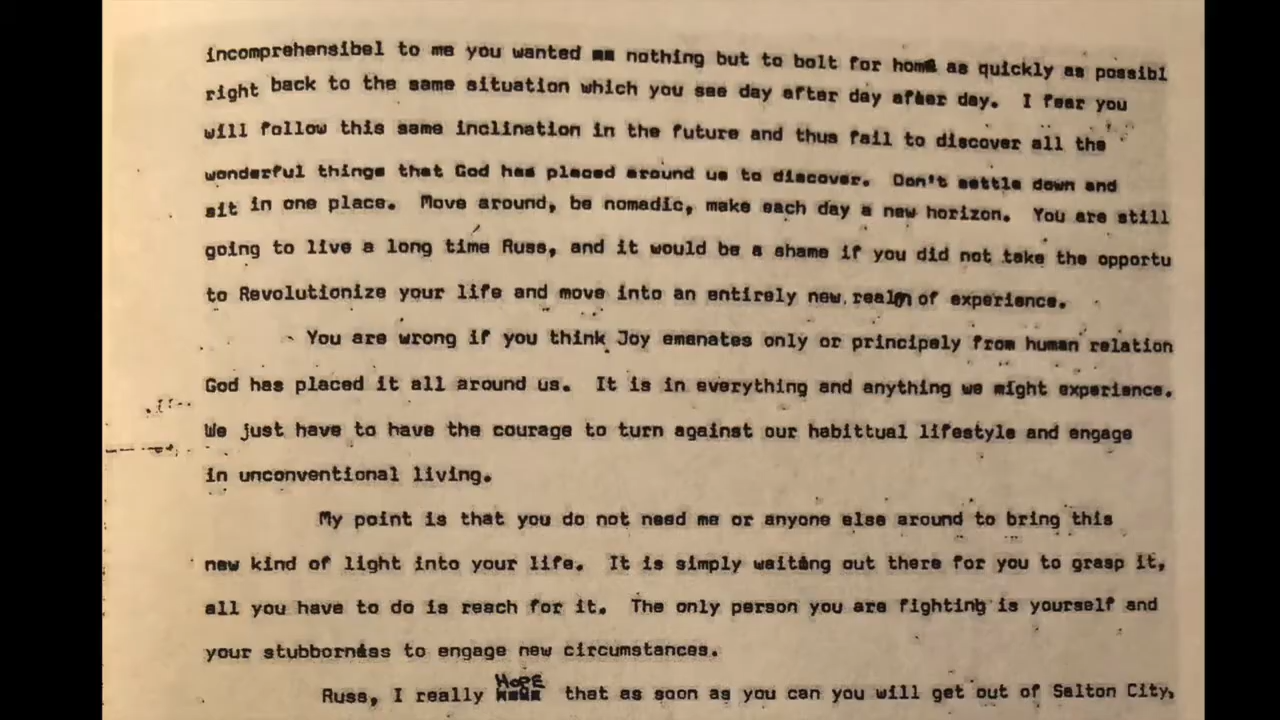 incomprehensibel to me you wanted nothing but to bolt for home as quickly as possibl
right back to the same situation which you see day after day after day. I fear you
will follow this same inclination in the future and thus fail to discover all the
wonderful things that God has placed around us to discover. Don't settle down and
sit in one place. Move around, be nomadic, make each day a new horizon. You are still
going to live a long time Russ, and it would be a shame if you did not take the opportu
to Revolutionize your life and move into an entirely new realm of experience.
You are wrong if you think Joy emanates only or principely from human relation
God has placed it all around us. It is in everything and anything we might experience.
We just have to have the courage to turn against our habittual lifestyle and engage
in unconventional living.
My point is that you do not need me or anyone else around to bring this
new kind of light into your life. It is simply waiting out there for you to grasp it,
all you have to do is reach for it. The only person you are fighting is yourself and
your stubborness to engage new circumstances.
Russ, I really HOPE that as soon as you can you will get out of Salton City,